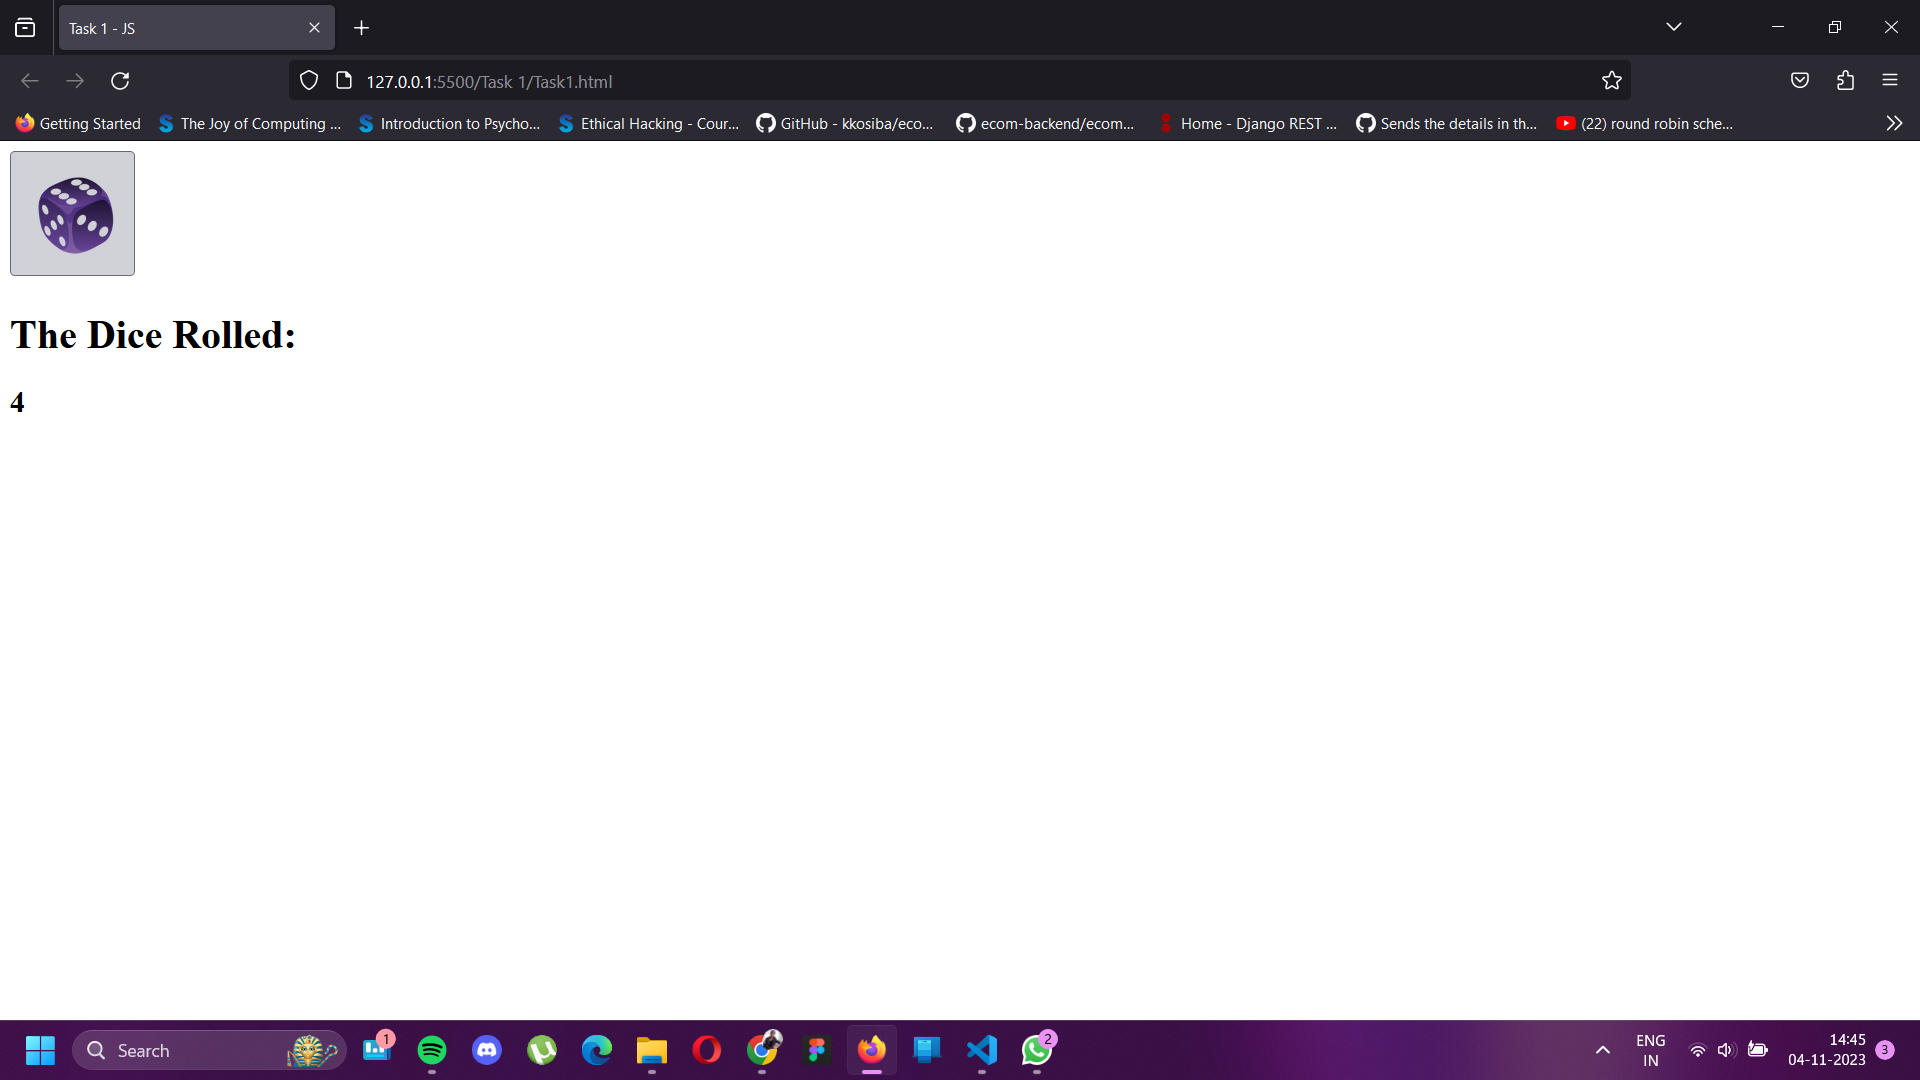 Task 1 - JS
127.0.0.1:5500/Task 1/Task1.html
Getting Started The Joy of Computing ... Introduction to Psycho... Ethical Hacking - Cour... GitHub - kkosiba/eco... ecom-backend/ecom... Home - Django REST ... Sends the details in th... (22) round robin sche...
The Dice Rolled:
4
Search 1 2 ENG 14:45 3
IN 04-11-2023